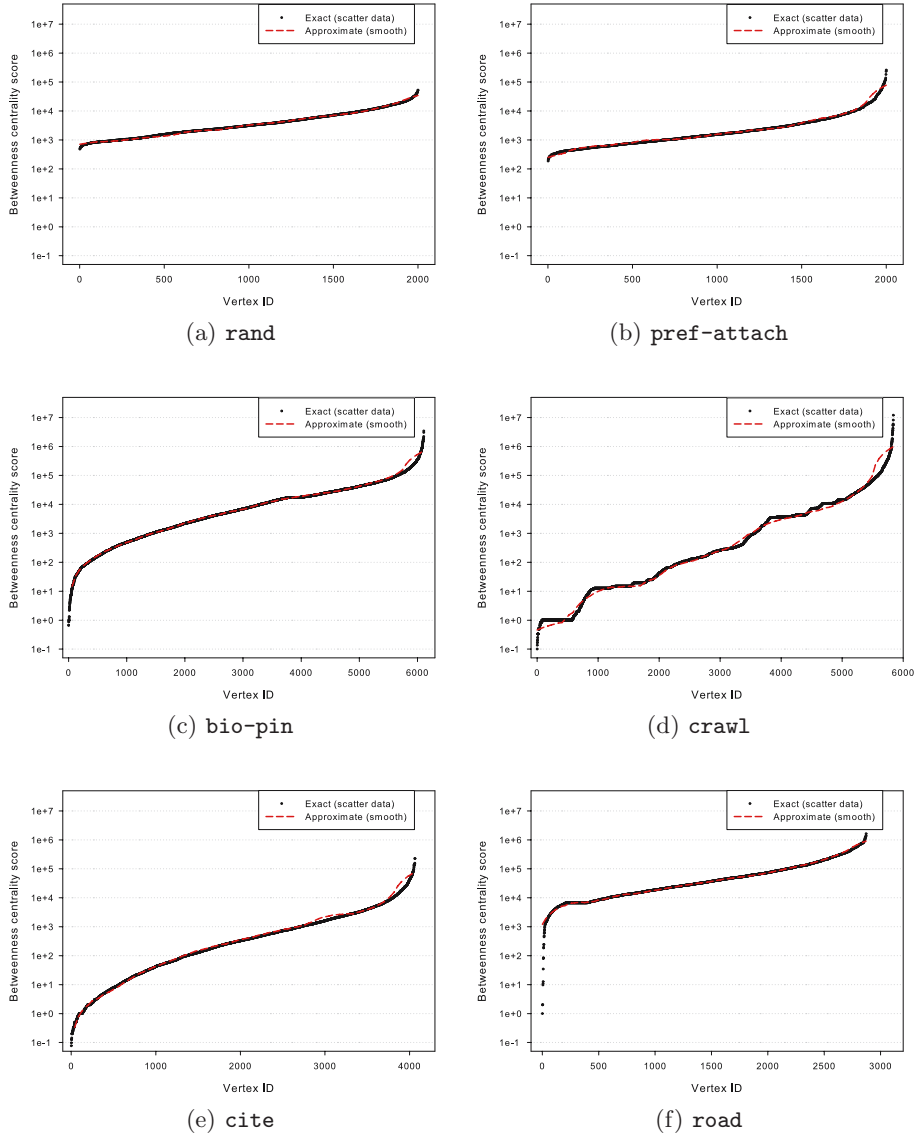 Betweenness centrality score
1e+7
1e+6
1e+5
1e+4
1e+3
1e+2
1e+1
1e+0
1e-1
Exact (scatter data)
Approximate (smooth)
0 500 1000 1500 2000
Vertex ID
(a) rand
Betweenness centrality score
1e+7
1e+6
1e+5
1e+4
1e+3
1e+2
1e+1
1e+0
1e-1
Exact (scatter data)
Approximate (smooth)
0 500 1000 1500 2000
Vertex ID
(b) pref-attach
Betweenness centrality score
1e+7
1e+6
1e+5
1e+4
1e+3
1e+2
1e+1
1e+0
1e-1
Exact (scatter data)
Approximate (smooth)
0 1000 2000 3000 4000 5000 6000
Vertex ID
(c) bio-pin
Betweenness centrality score
1e+7
1e+6
1e+5
1e+4
1e+3
1e+2
1e+1
1e+0
1e-1
Exact (scatter data)
Approximate (smooth)
0 1000 2000 3000 4000 5000 6000
Vertex ID
(d) crawl
Betweenness centrality score
1e+7
1e+6
1e+5
1e+4
1e+3
1e+2
1e+1
1e+0
1e-1
Exact (scatter data)
Approximate (smooth)
0 1000 2000 3000 4000
Vertex ID
(e) cite
Betweenness centrality score
1e+7
1e+6
1e+5
1e+4
1e+3
1e+2
1e+1
1e+0
1e-1
Exact (scatter data)
Approximate (smooth)
0 500 1000 1500 2000 2500 3000
Vertex ID
(f) road